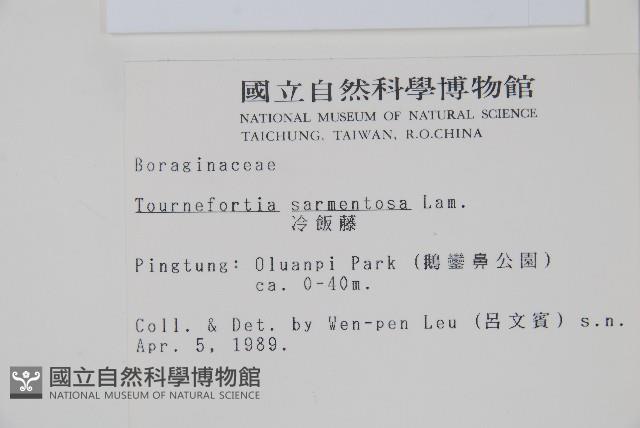 國立自然科學博物館
NATIONAL MUSEUM OF NATURAL SCIENCE
TAICHUNG, TAIWAN, R.O.CHINA
Boraginaceae
Tournefortia sarmentosa Lam.
冷飯藤
Pingtung: Oluanpi Park (鵝鑾鼻公園)
ca. 0-40m.
Coll. & Det. by Wen-pen Leu (呂文賓) s.n.
Apr. 5, 1989.
國立自然科學博物館
NATIONAL MUSEUM OF NATURAL SCIENCE